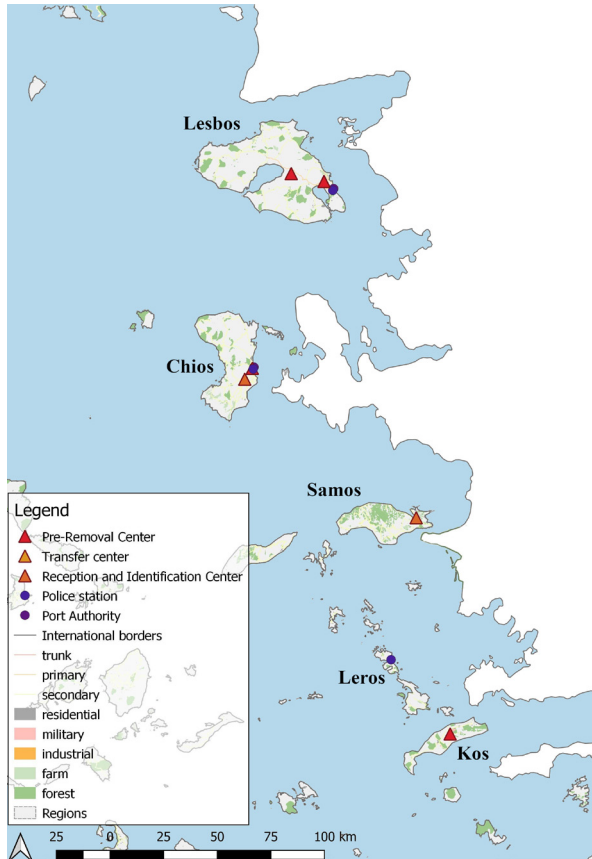 Lesbos
Chios
Samos
Leros
Kos
Legend
Pre-Removal Center
Transfer center
Reception and Identification Center
Police station
Port Authority
International borders
trunk
primary
secondary
residential
military
industrial
farm
forest
Regions
25 0 25 50 75 100 km